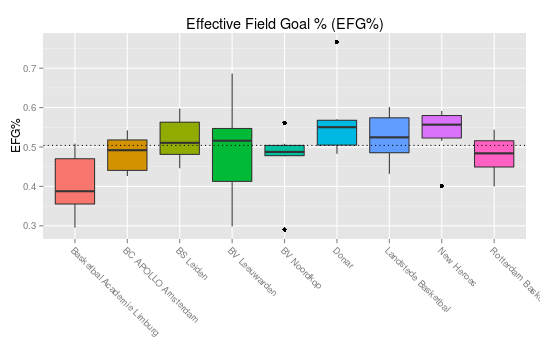 Effective Field Goal % (EFG%)
EFG%
0.7
0.6
0.5
0.4
0.3
Basketbal Academie Limburg
BC APOLLO Amsterdam
BS Leiden
BV Leeuwarden
BV Noordkop
Donar
Landstede Basketbal
New Heroes
Rotterdam